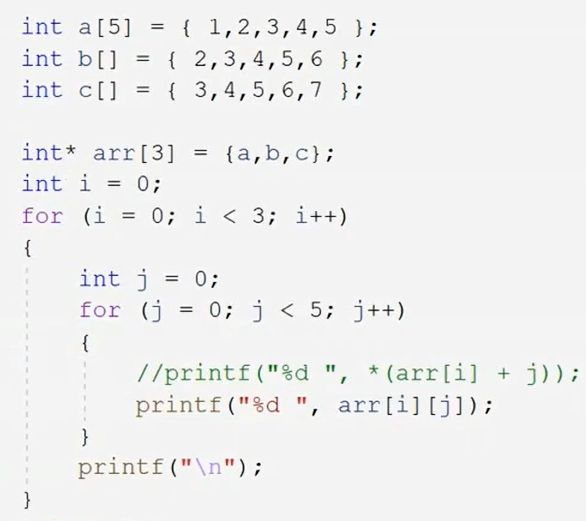 int a[5] = { 1,2,3,4,5 };
int b[] = { 2,3,4,5,6 };
int c[] = { 3,4,5,6,7 };
int* arr[3] = {a,b,c};
int i = 0;
for (i = 0; i < 3; i++)
{
int j = 0;
for (j = 0; j < 5; j++)
{
//printf("%d ", *(arr[i] + j));
printf("%d ", arr[i][j]);
}
printf("\n");
}